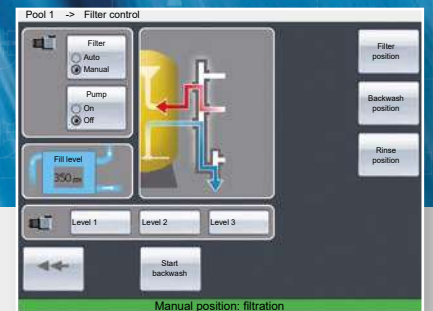 Pool 1 -> Filter control
Filter
Auto
Manual
Pump
On
Off
Fill level
350
Filter
position
Backwash
position
Rinse
position
Level 1
Level 2
Level 3
Start
backwash
Manual position: filtration